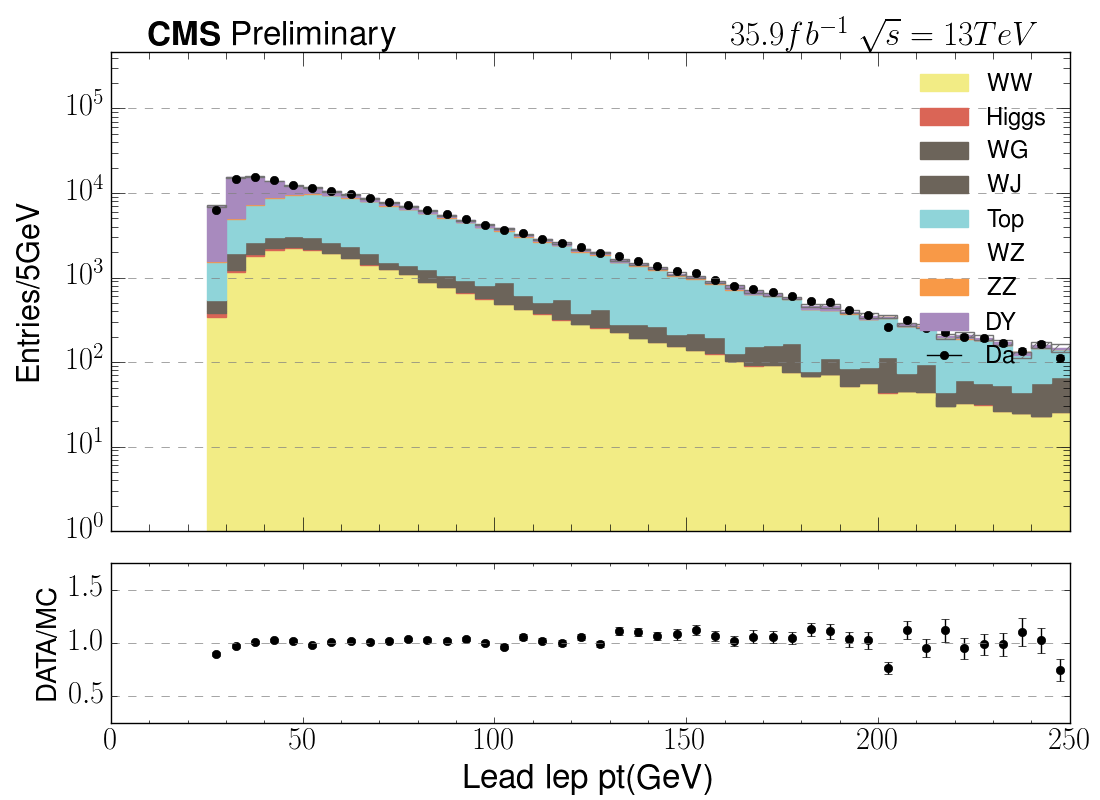 CMS Preliminary 35.9fb⁻¹ √s = 13TeV
Entries/5GeV
10⁵
10⁴
10³
10²
10¹
10⁰
WW
Higgs
WG
WJ
Top
WZ
ZZ
DY
Da
DATA/MC
1.5
1.0
0.5
0 50 100 150 200 250
Lead lep pt(GeV)